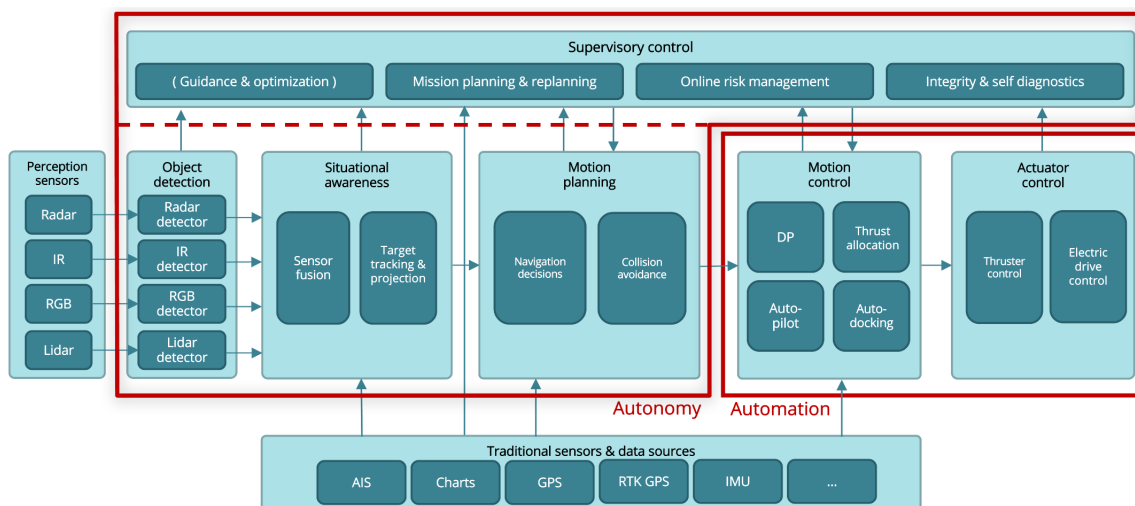 Supervisory control
( Guidance & optimization )
Mission planning & replanning
Online risk management
Integrity & self diagnostics
Perception
sensors
Radar
IR
RGB
Lidar
Object
detection
Radar
detector
IR
detector
RGB
detector
Lidar
detector
Situational
awareness
Sensor
fusion
Target
tracking &
projection
Motion
planning
Navigation
decisions
Collision
avoidance
Motion
control
DP
Thrust
allocation
Auto-
pilot
Auto-
docking
Actuator
control
Thruster
control
Electric
drive
control
Autonomy
Automation
Traditional sensors & data sources
AIS
Charts
GPS
RTK GPS
IMU
...